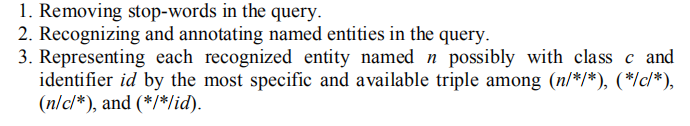 1. Removing stop-words in the query.
2. Recognizing and annotating named entities in the query.
3. Representing each recognized entity named n possibly with class c and
identifier id by the most specific and available triple among (n/*/*), (*/c/*),
(n/c/*), and (*/*/id).